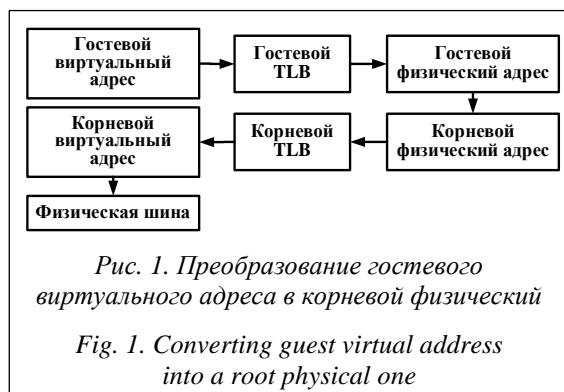 Гостевой
виртуальный
адрес
Гостевой
TLB
Гостевой
физический адрес
Корневой
виртуальный
адрес
Корневой
TLB
Корневой
физический адрес
Физическая шина
Рис. 1. Преобразование гостевого
виртуального адреса в корневой физический
Fig. 1. Converting guest virtual address
into a root physical one